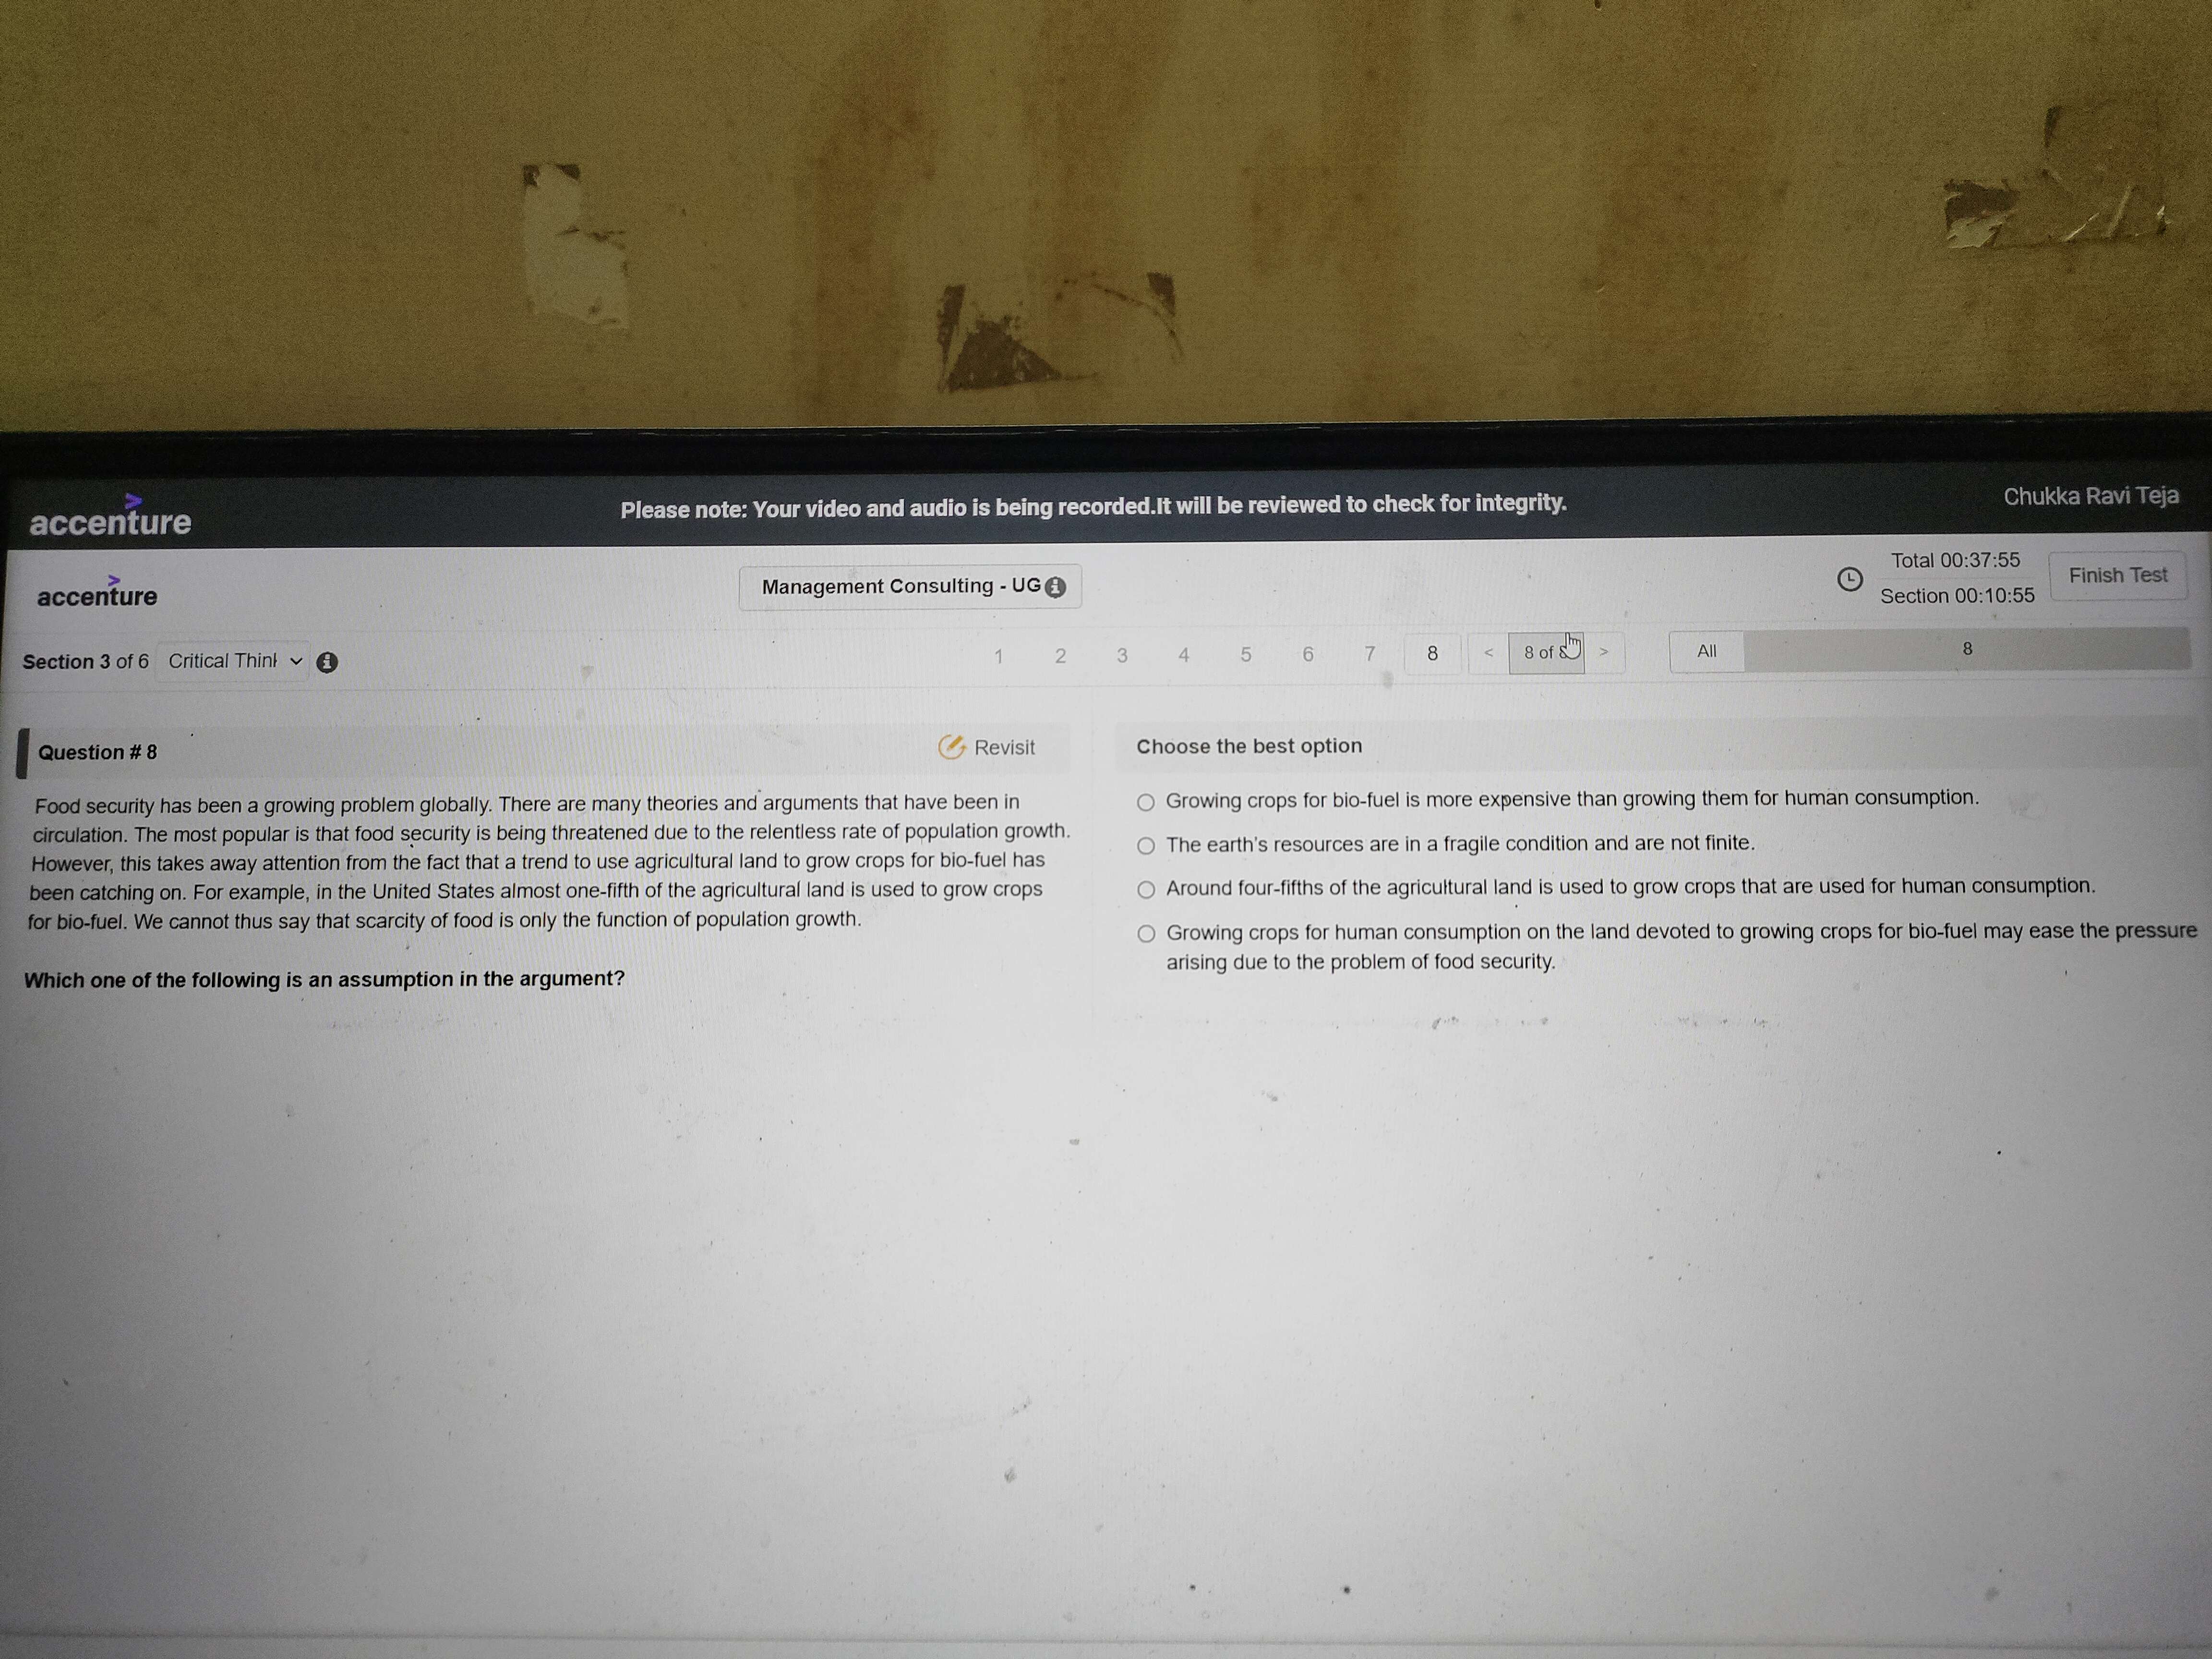 accenture
Please note: Your video and audio is being recorded.It will be reviewed to check for integrity.
Chukka Ravi Teja
accenture
Management Consulting - UG
Total 00:37:55
Section 00:10:55
Finish Test
Section 3 of 6
Critical Think
1 2 3 4 5 6 7 8 < 8 of 8 >
All
8
Question # 8
Revisit
Food security has been a growing problem globally. There are many theories and arguments that have been in
circulation. The most popular is that food security is being threatened due to the relentless rate of population growth.
However, this takes away attention from the fact that a trend to use agricultural land to grow crops for bio-fuel has
been catching on. For example, in the United States almost one-fifth of the agricultural land is used to grow crops
for bio-fuel. We cannot thus say that scarcity of food is only the function of population growth.
Which one of the following is an assumption in the argument?
Choose the best option
Growing crops for bio-fuel is more expensive than growing them for human consumption.
The earth's resources are in a fragile condition and are not finite.
Around four-fifths of the agricultural land is used to grow crops that are used for human consumption.
Growing crops for human consumption on the land devoted to growing crops for bio-fuel may ease the pressure
arising due to the problem of food security.